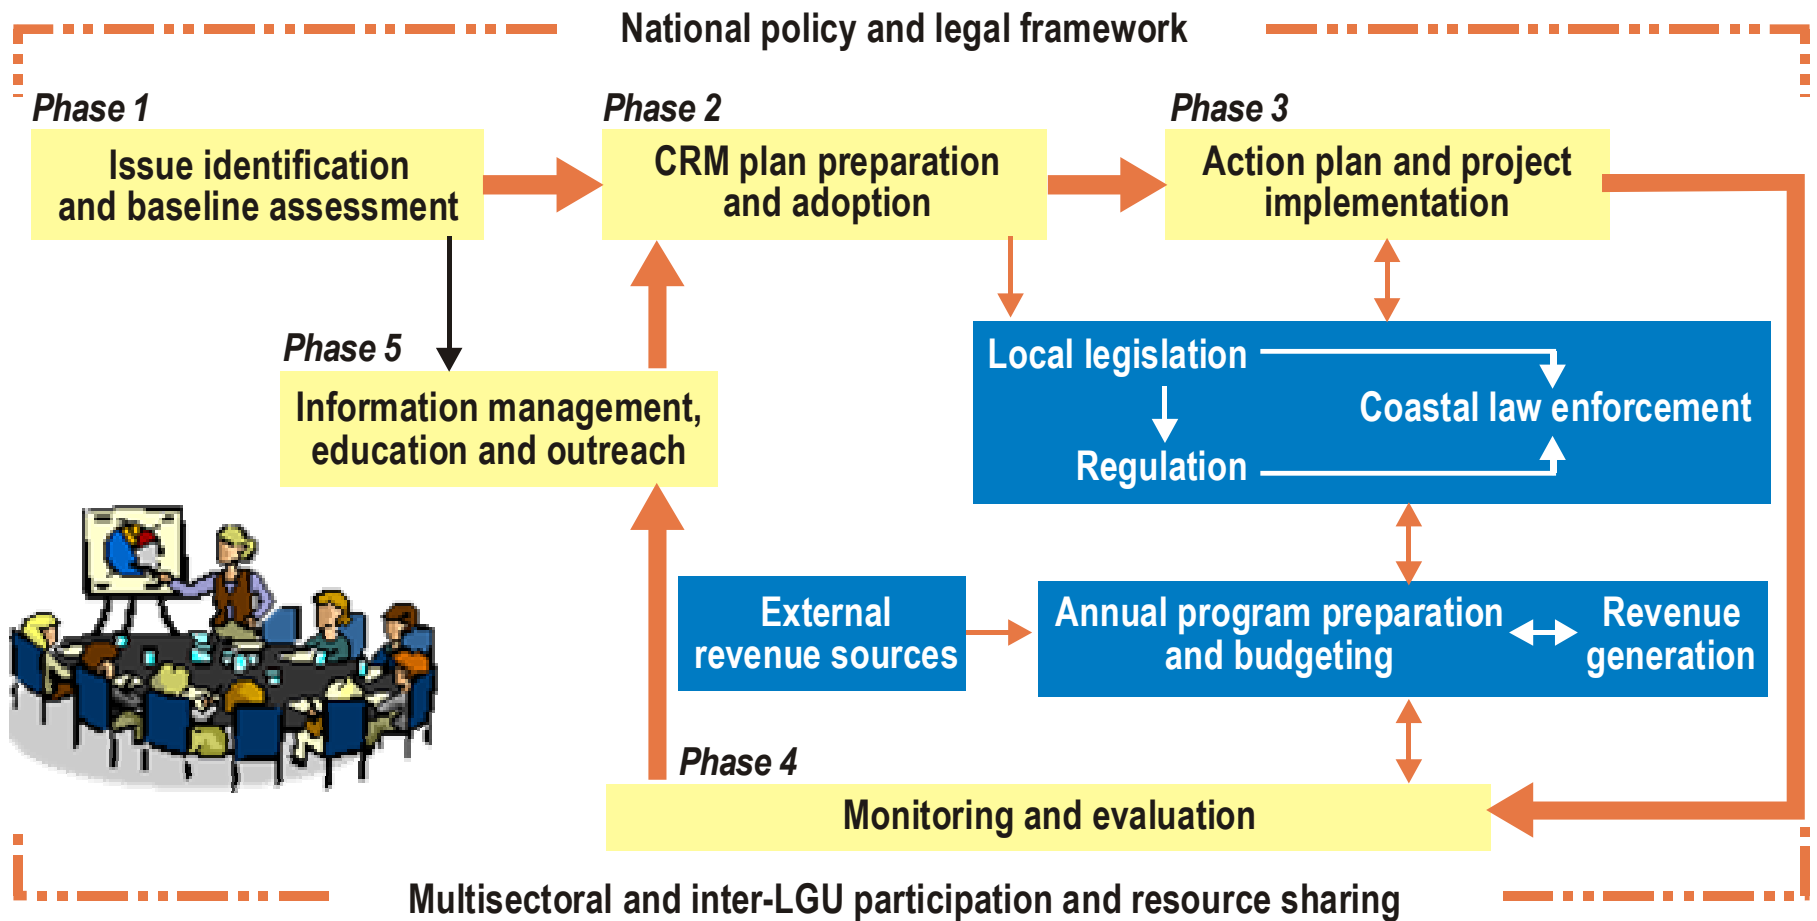 National policy and legal framework
Phase 1
Issue identification
and baseline assessment
Phase 2
CRM plan preparation
and adoption
Phase 3
Action plan and project
implementation
Phase 5
Information management,
education and outreach
Local legislation
Coastal law enforcement
Regulation
External
revenue sources
Annual program preparation
and budgeting
Revenue
generation
Phase 4
Monitoring and evaluation
Multisectoral and inter-LGU participation and resource sharing